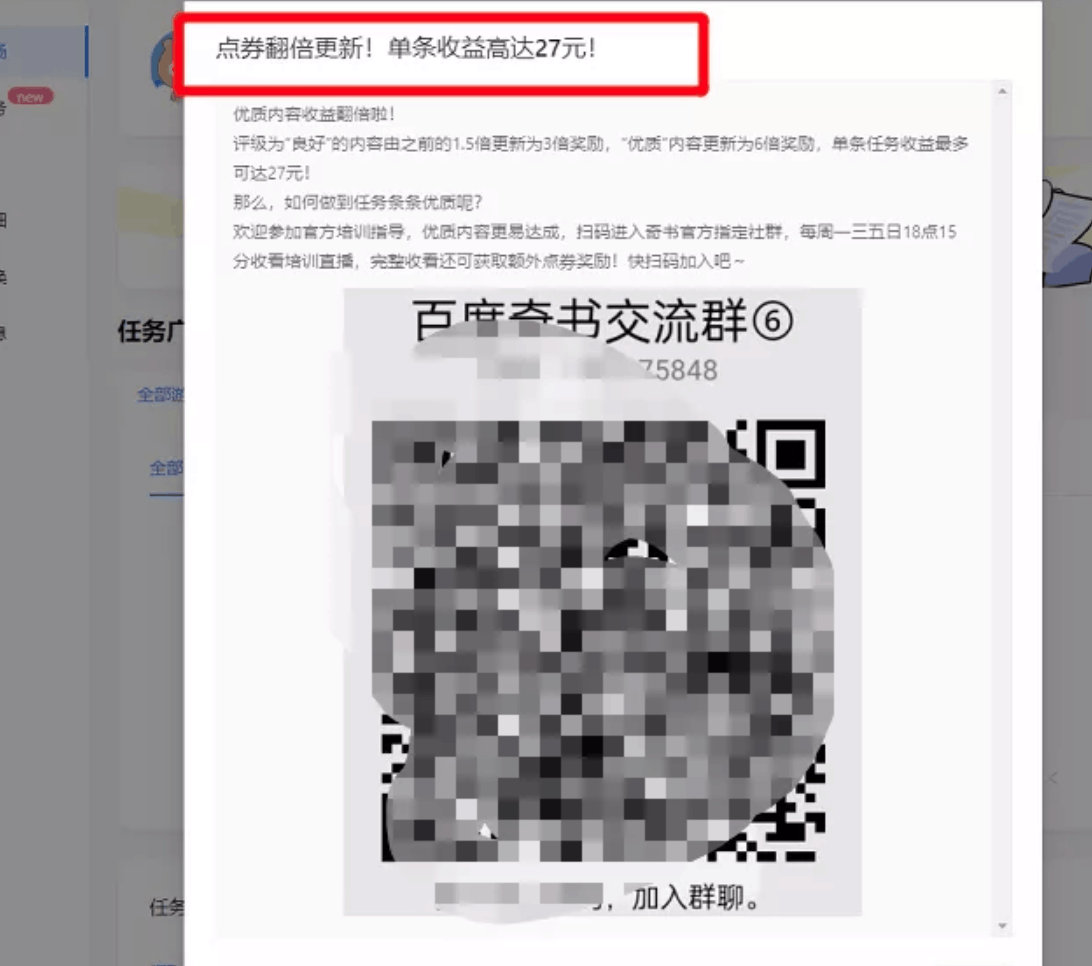 点券翻倍更新！单条收益高达27元！
new
优质内容收益翻倍啦！
评级为“良好”的内容由之前的1.5倍更新为3倍奖励，“优质”内容更新为6倍奖励，单条任务收益最多
可达27元！
那么，如何做到任务条条优质呢？
欢迎参加官方培训指导，优质内容更易达成，扫码进入奇书官方指定社群，每周一三五日18点15
分收看培训直播，完整收看还可获取额外点券奖励！快扫码加入吧~
百度奇书交流群⑥
75848
任务广
全部游
全部
，加入群聊。
任务